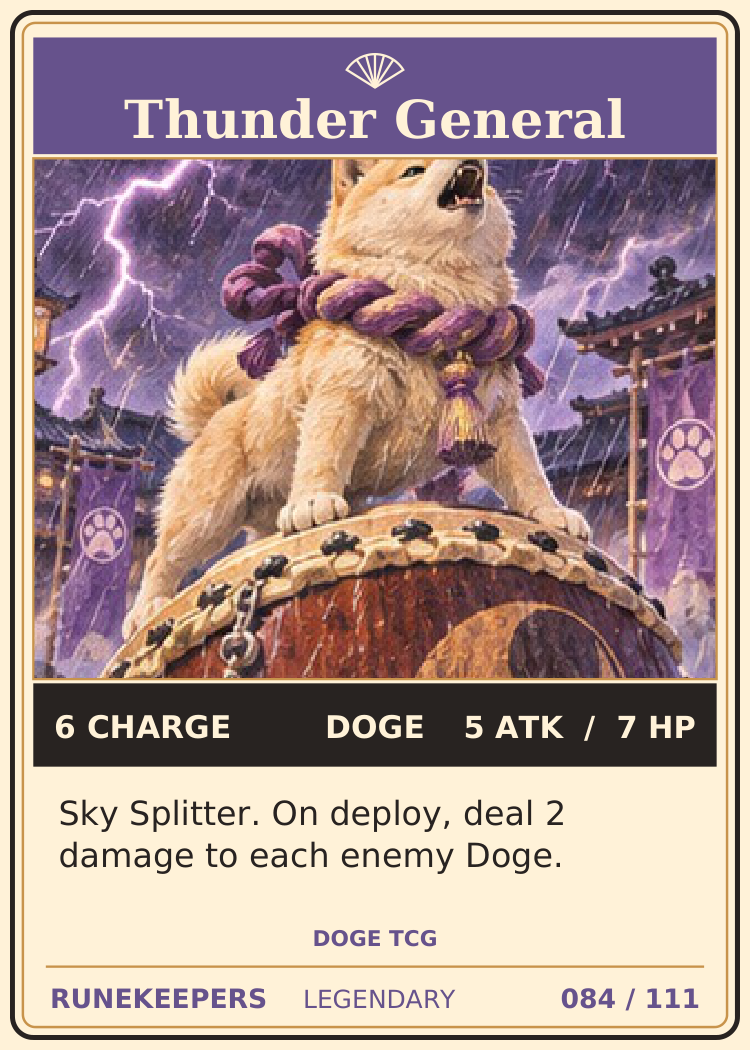 Thunder General
6 CHARGE DOGE 5 ATK / 7 HP
Sky Splitter. On deploy, deal 2
damage to each enemy Doge.
DOGE TCG
RUNEKEEPERS LEGENDARY 084 / 111